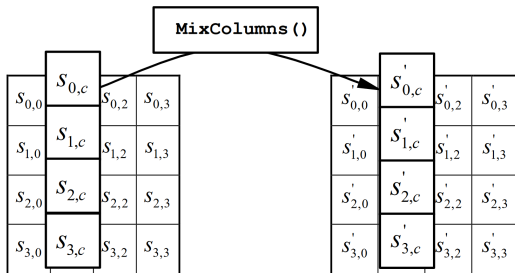 MixColumns()
s0,0 s0,c s0,2 s0,3 s'0,0 s'0,c s'0,2 s'0,3
s1,0 s1,c s1,2 s1,3 s'1,0 s'1,c s'1,2 s'1,3
s2,0 s2,c s2,2 s2,3 s'2,0 s'2,c s'2,2 s'2,3
s3,0 s3,c s3,2 s3,3 s'3,0 s'3,c s'3,2 s'3,3